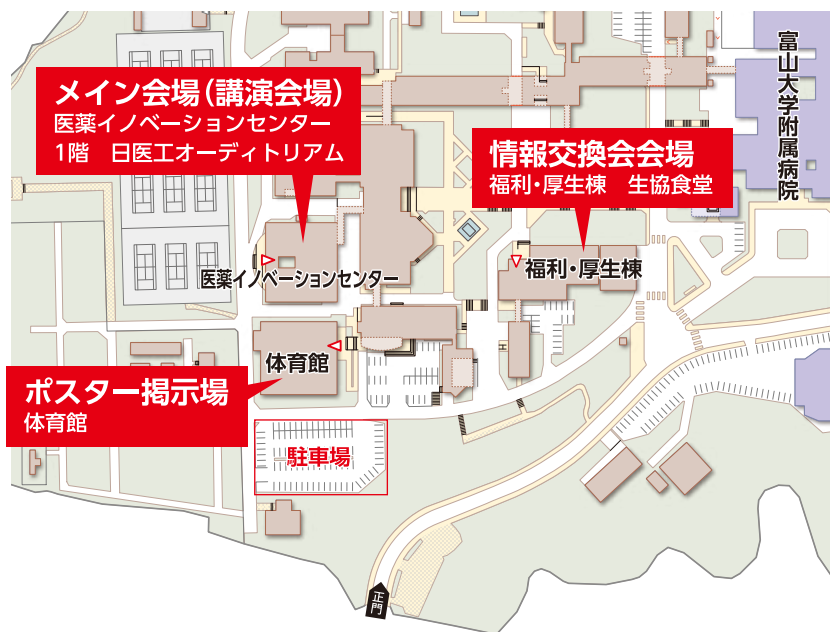 メイン会場（講演会場）
医薬イノベーションセンター
1階　日医工オーディトリアム
情報交換会会場
福利・厚生棟　生協食堂
富山大学附属病院
医薬イノベーションセンター
福利・厚生棟
体育館
ポスター掲示場
体育館
駐車場
正門